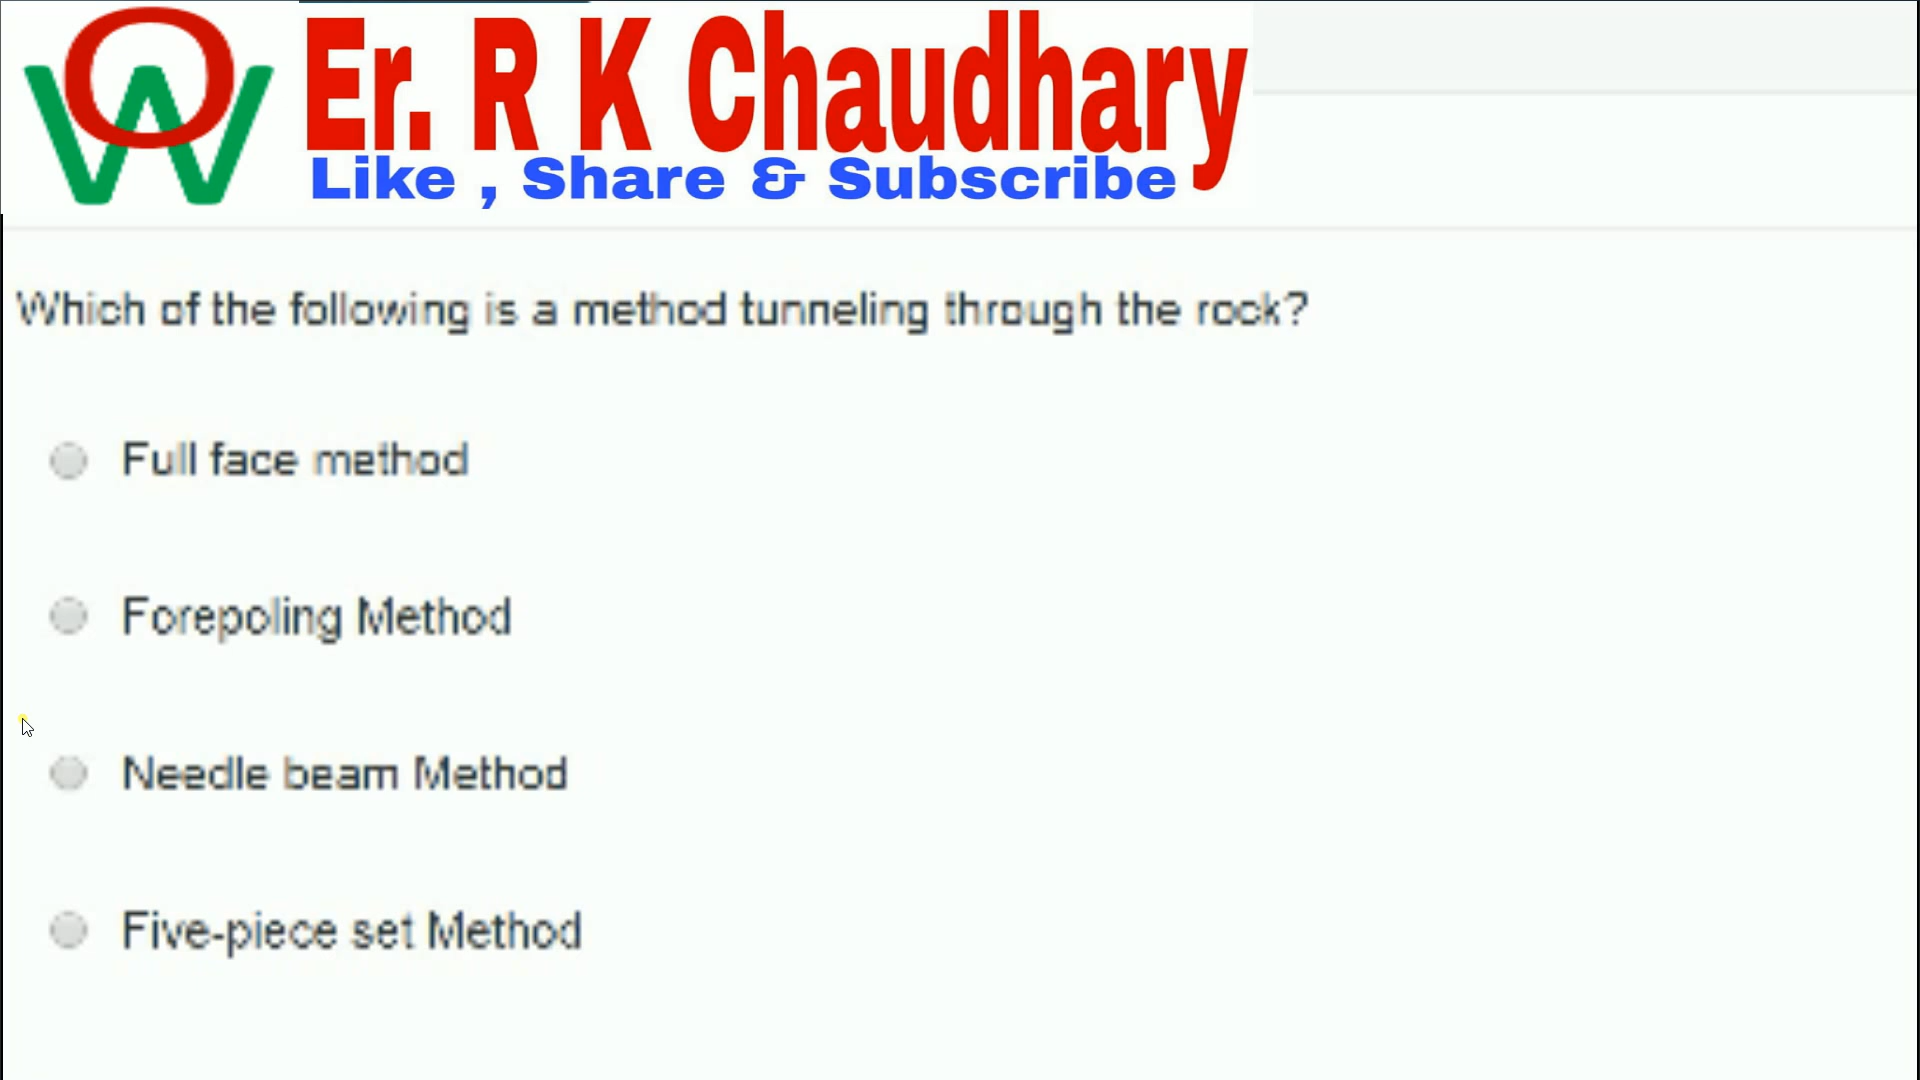 OW
Er. R K Chaudhary
Like , Share & Subscribe
Which of the following is a method tunneling through the rock?
Full face method
Forepoling Method
Needle beam Method
Five-piece set Method